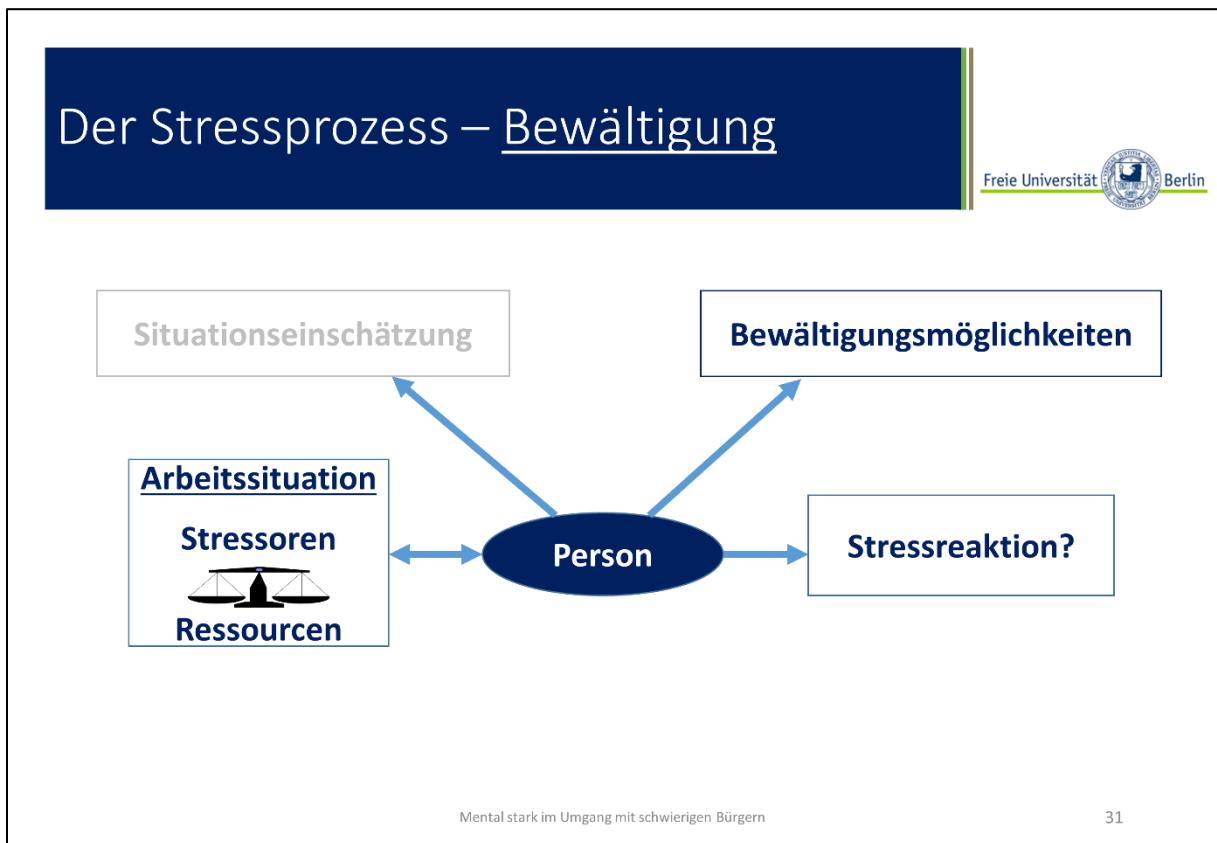 Der Stressprozess – Bewältigung
Freie Universität Berlin
Situationseinschätzung
Bewältigungsmöglichkeiten
Arbeitssituation
Stressoren
Ressourcen
Person
Stressreaktion?
Mental stark im Umgang mit schwierigen Bürgern
31